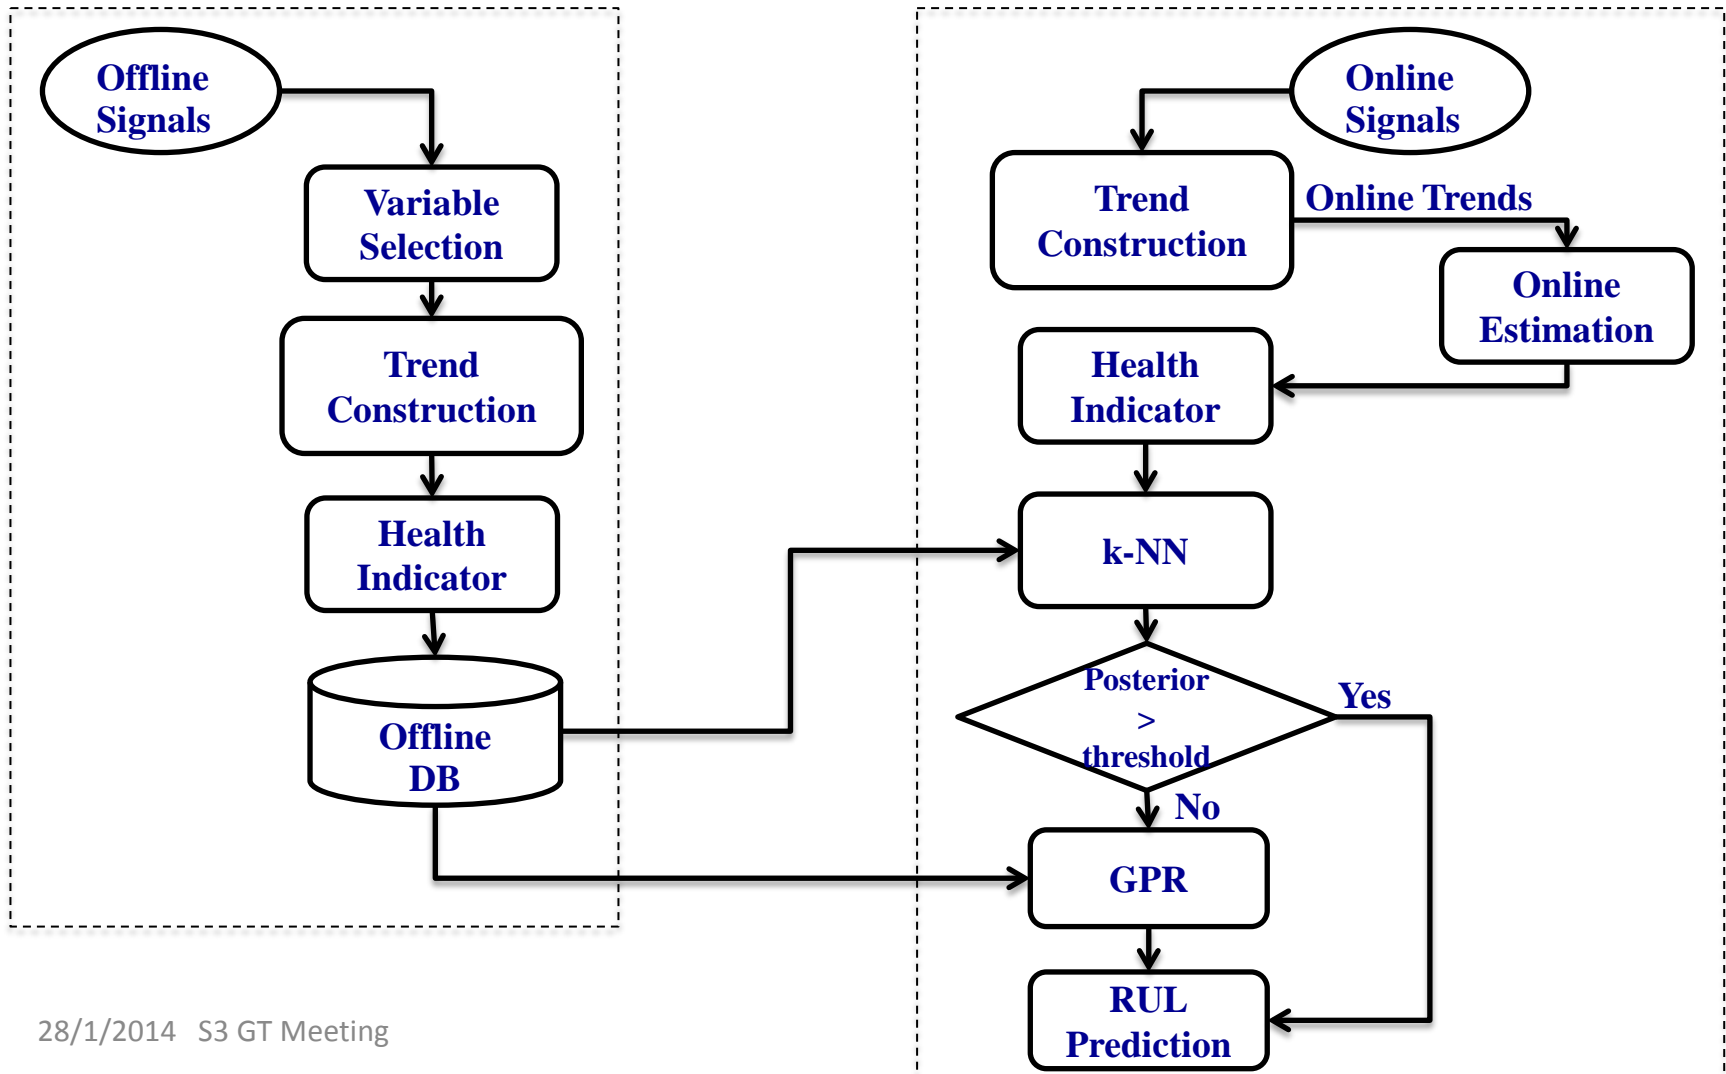 Offline
Signals
Variable
Selection
Trend
Construction
Health
Indicator
Offline
DB
Online
Signals
Trend
Construction
Online Trends
Online
Estimation
Health
Indicator
k-NN
Posterior
>
threshold
Yes
No
GPR
RUL
Prediction
28/1/2014 S3 GT Meeting